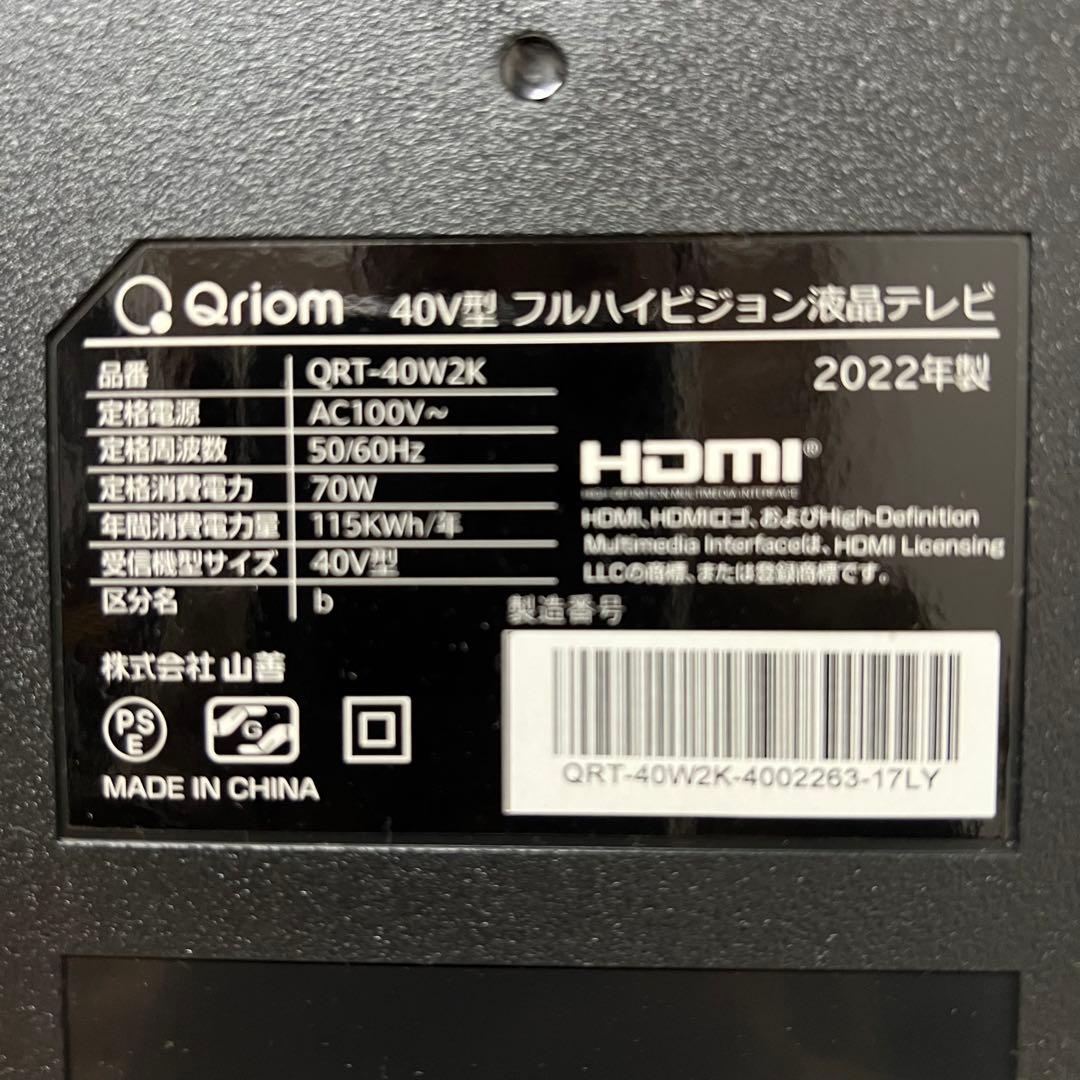 Qriom 40V型 フルハイビジョン液晶テレビ
2022年製
品番 QRT-40W2K
定格電源 AC100V～
定格周波数 50/60Hz
定格消費電力 70W
年間消費電力量 115KWh/年
受信機型サイズ 40V型
区分名 b
HDMI®
HIGH-DEFINITION MULTIMEDIA INTERFACE
HDMI、HDMIロゴ、およびHigh-Definition
Multimedia Interfaceは、HDMI Licensing
LLCの商標、または登録商標です。
製造番号
QRT-40W2K-4002263-17LY
株式会社 山善
PSE
G
MADE IN CHINA